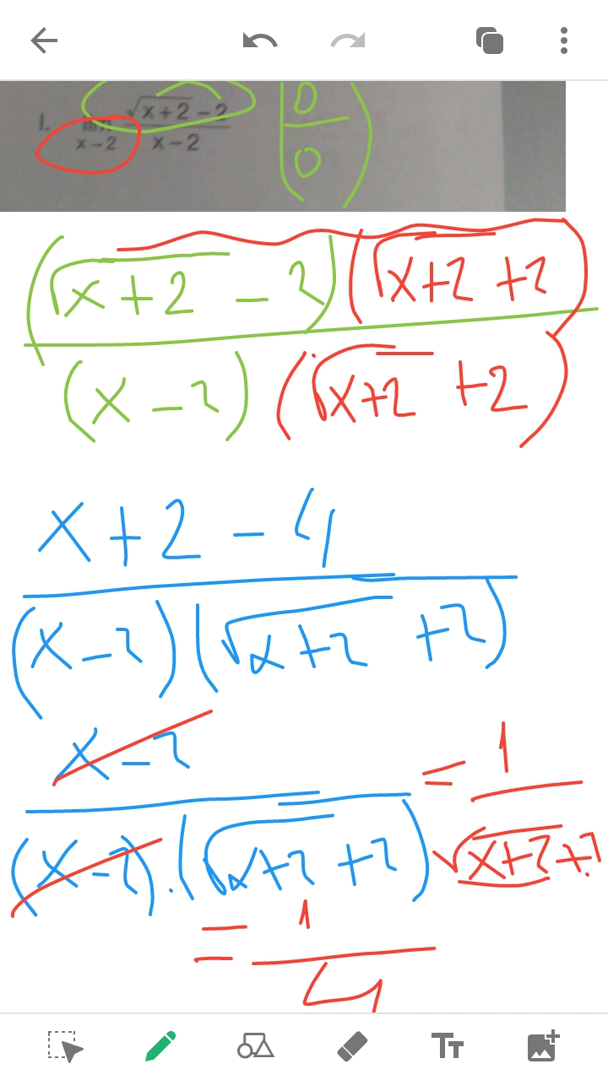 1. lim √x+2 - 2 / x - 2 (0/0)
x→2
(√x+2 - 2)(√x+2 +2)
(x-2)(√x+2 +2)
x+2-4
(x-2)(√x+2 +2)
x-2 = 1
(x-2).(√x+2 +2) √x+2 +2
= 1
4
Tт